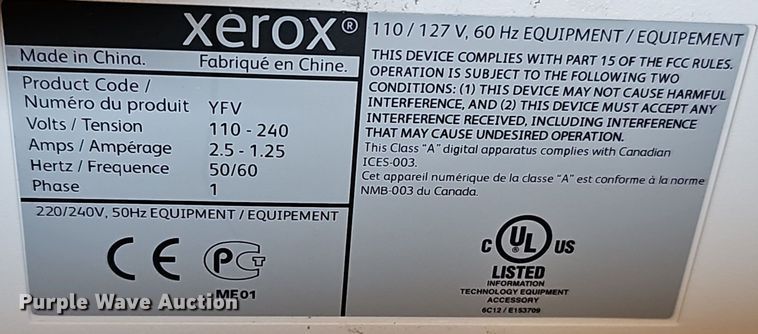 xerox®
Made in China. Fabriqué en Chine.
Product Code /
Numéro du produit YFV
Volts / Tension 110 - 240
Amps / Ampérage 2.5 - 1.25
Hertz / Frequence 50/60
Phase 1
220/240V, 50Hz EQUIPMENT / EQUIPEMENT
CE PCT
ME01
110 / 127 V, 60 Hz EQUIPMENT / EQUIPEMENT
THIS DEVICE COMPLIES WITH PART 15 OF THE FCC RULES.
OPERATION IS SUBJECT TO THE FOLLOWING TWO
CONDITIONS: (1) THIS DEVICE MAY NOT CAUSE HARMFUL
INTERFERENCE, AND (2) THIS DEVICE MUST ACCEPT ANY
INTERFERENCE RECEIVED, INCLUDING INTERFERENCE
THAT MAY CAUSE UNDESIRED OPERATION.
This Class "A" digital apparatus complies with Canadian
ICES-003.
Cet appareil numérique de la classe "A" est conforme à la norme
NMB-003 du Canada.
C UL US
LISTED
INFORMATION
TECHNOLOGY EQUIPMENT
ACCESSORY
6C12 / E153709
Purple Wave Auction